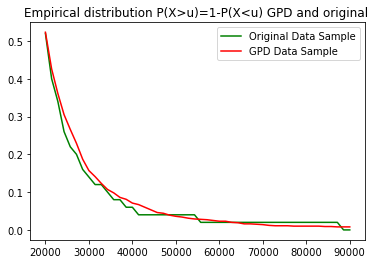 Empirical distribution P(X>u)=1-P(X<u) GPD and original
Original Data Sample
GPD Data Sample
0.5
0.4
0.3
0.2
0.1
0.0
20000 30000 40000 50000 60000 70000 80000 90000